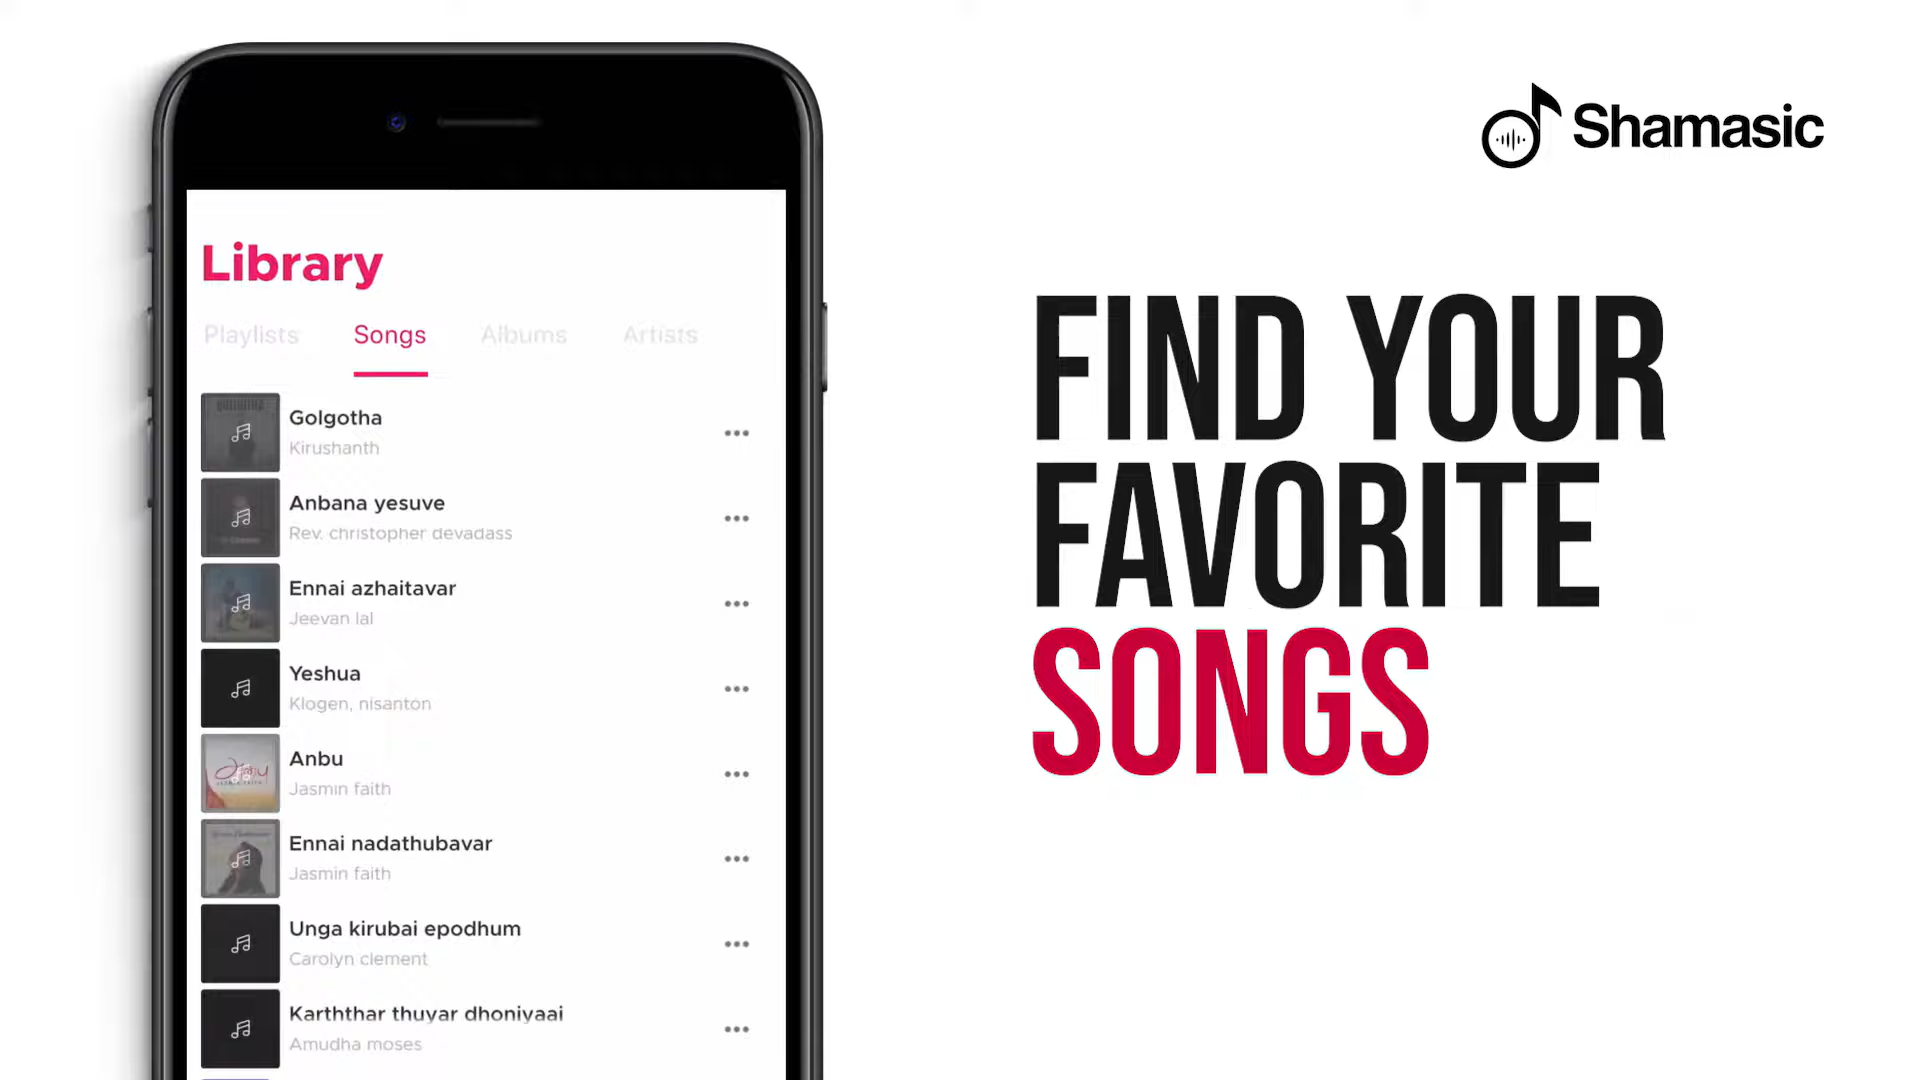 Shamasic
Library
Playlists Songs Albums Artists
Golgotha
Kirushanth
Anbana yesuve
Rev. christopher devadass
Ennai azhaitavar
Jeevan lal
Yeshua
Klogen, nisanton
Anbu
Jasmin faith
Ennai nadathubavar
Jasmin faith
Unga kirubai epodhum
Carolyn clement
Karththar thuyar dhoniyaai
Amudha moses
FIND YOUR
FAVORITE
SONGS